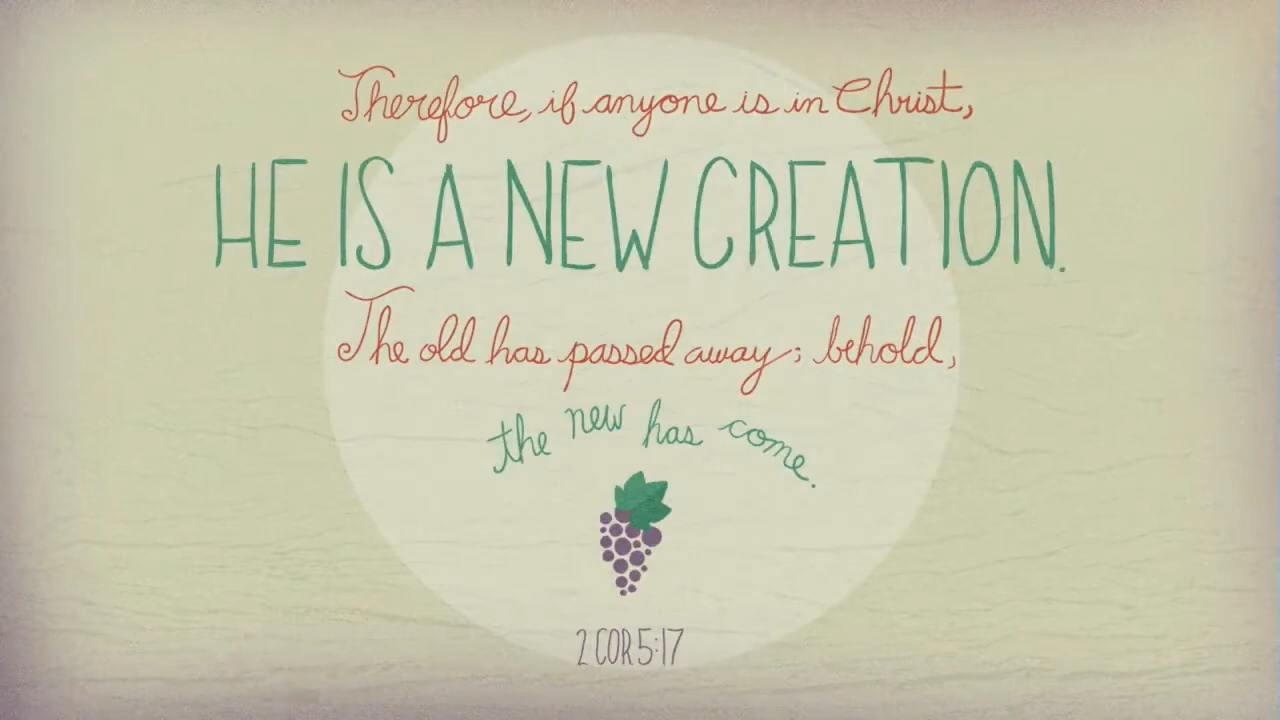 Therefore, if anyone is in Christ,
HE IS A NEW CREATION.
The old has passed away; behold,
the new has come.
2 COR 5:17